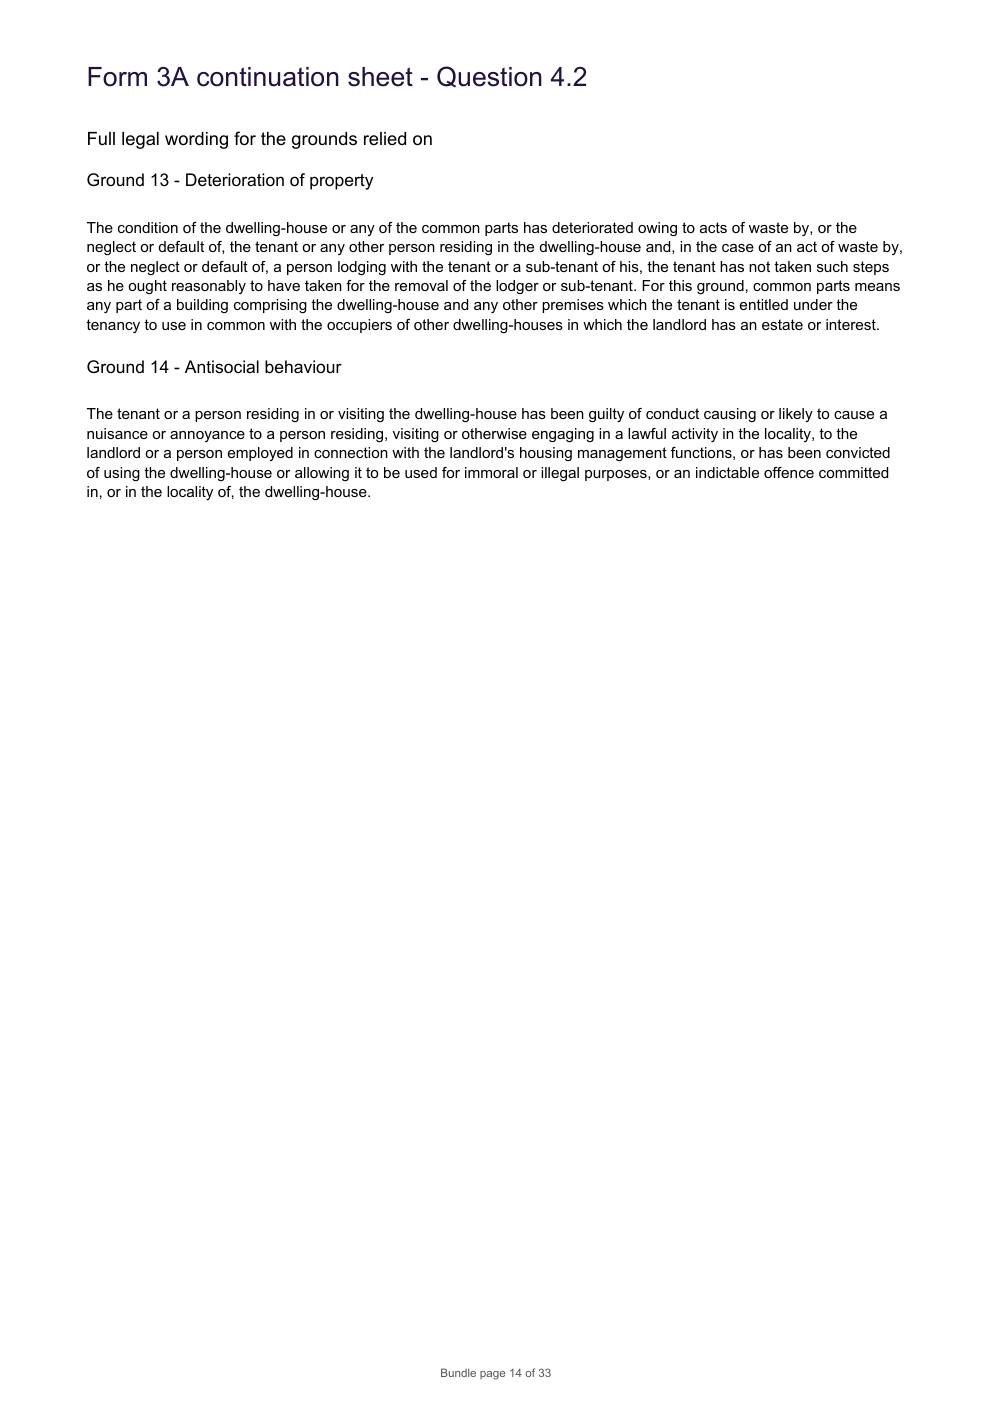 Form 3A continuation sheet - Question 4.2
Full legal wording for the grounds relied on
Ground 13 - Deterioration of property
The condition of the dwelling-house or any of the common parts has deteriorated owing to acts of waste by, or the
neglect or default of, the tenant or any other person residing in the dwelling-house and, in the case of an act of waste by,
or the neglect or default of, a person lodging with the tenant or a sub-tenant of his, the tenant has not taken such steps
as he ought reasonably to have taken for the removal of the lodger or sub-tenant. For this ground, common parts means
any part of a building comprising the dwelling-house and any other premises which the tenant is entitled under the
tenancy to use in common with the occupiers of other dwelling-houses in which the landlord has an estate or interest.
Ground 14 - Antisocial behaviour
The tenant or a person residing in or visiting the dwelling-house has been guilty of conduct causing or likely to cause a
nuisance or annoyance to a person residing, visiting or otherwise engaging in a lawful activity in the locality, to the
landlord or a person employed in connection with the landlord's housing management functions, or has been convicted
of using the dwelling-house or allowing it to be used for immoral or illegal purposes, or an indictable offence committed
in, or in the locality of, the dwelling-house.
Bundle page 14 of 33